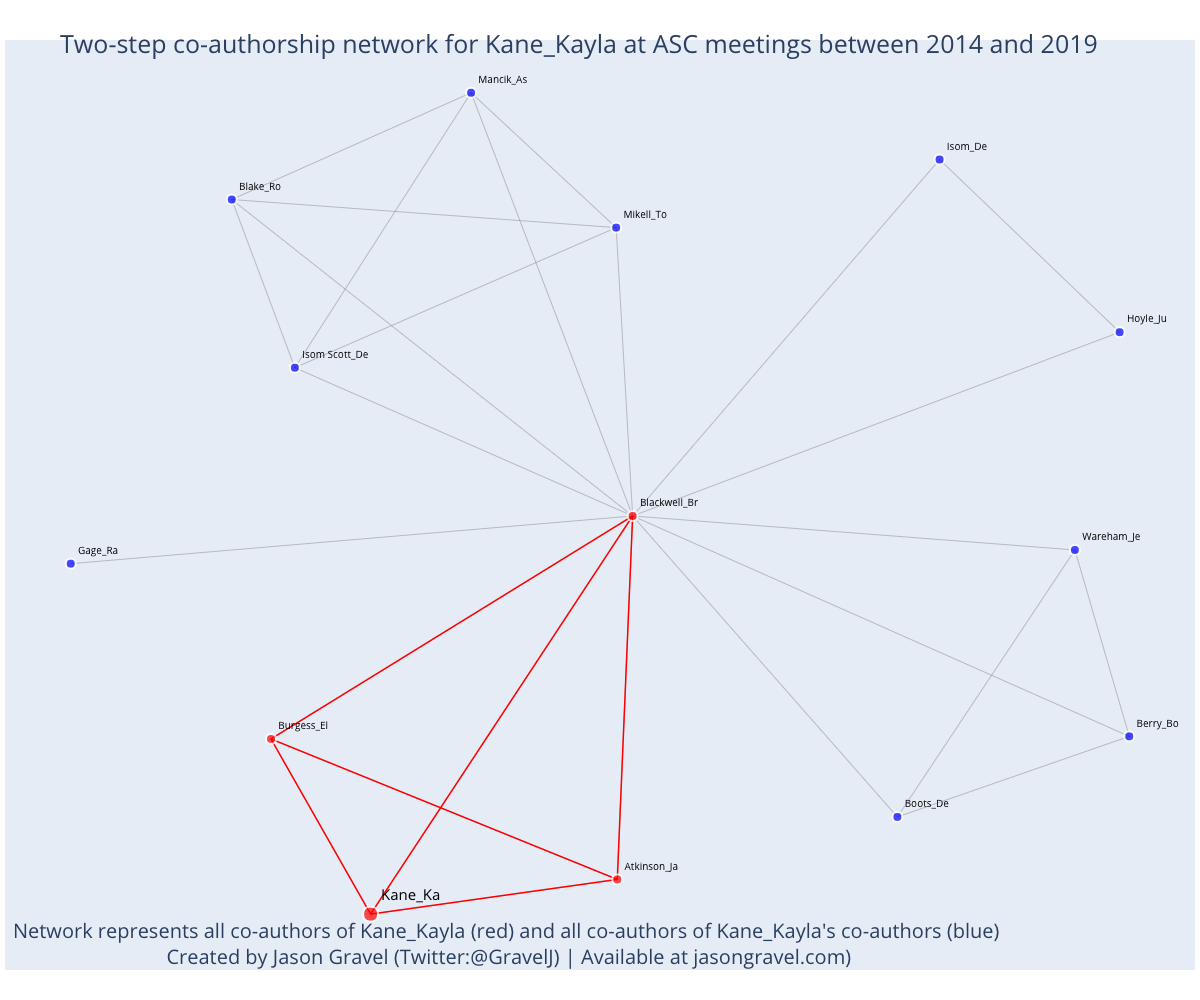 Two-step co-authorship network for Kane_Kayla at ASC meetings between 2014 and 2019
Mancik_As
Isom_De
Blake_Ro
Mikell_To
Hoyle_Ju
Isom Scott_De
Blackwell_Br
Wareham_Je
Gage_Ra
Burgess_El
Berry_Bo
Boots_De
Atkinson_Ja
Kane_Ka
Network represents all co-authors of Kane_Kayla (red) and all co-authors of Kane_Kayla's co-authors (blue)
Created by Jason Gravel (Twitter:@GravelJ) | Available at jasongravel.com)